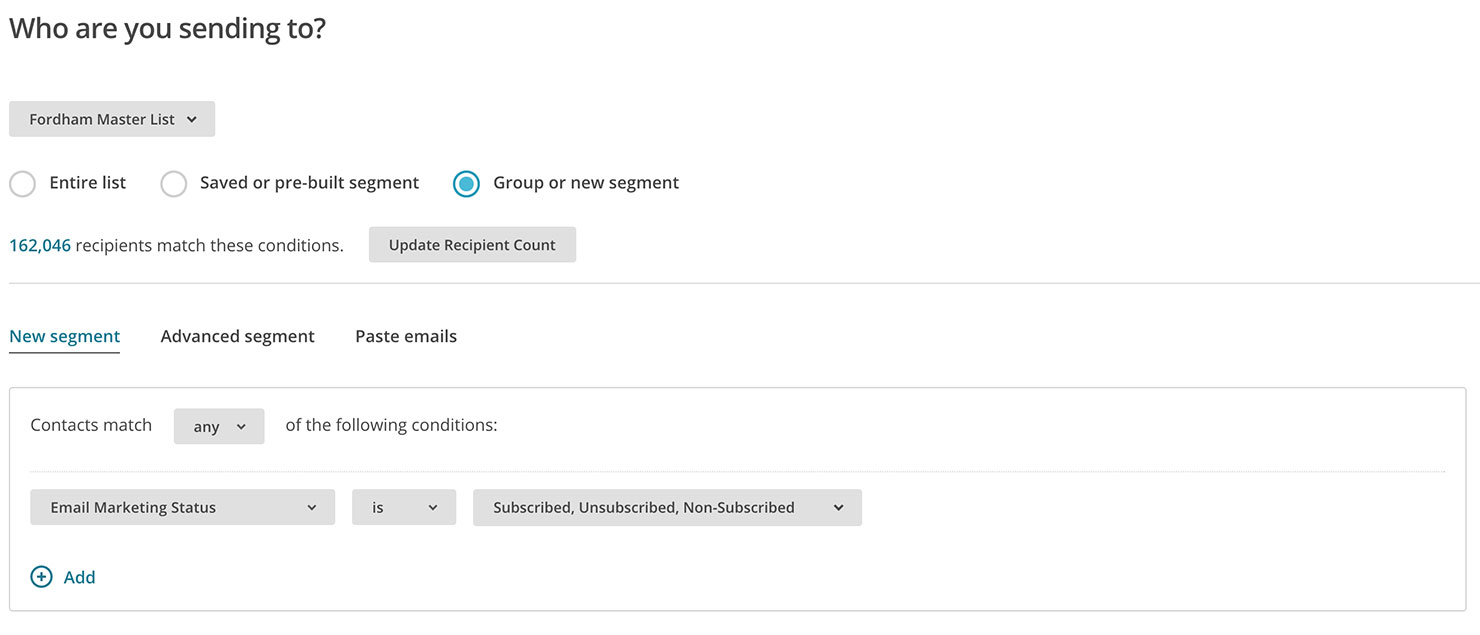 Who are you sending to?
Fordham Master List
Entire list Saved or pre-built segment Group or new segment
162,046 recipients match these conditions. Update Recipient Count
New segment Advanced segment Paste emails
Contacts match any of the following conditions:
Email Marketing Status is Subscribed, Unsubscribed, Non-Subscribed
Add